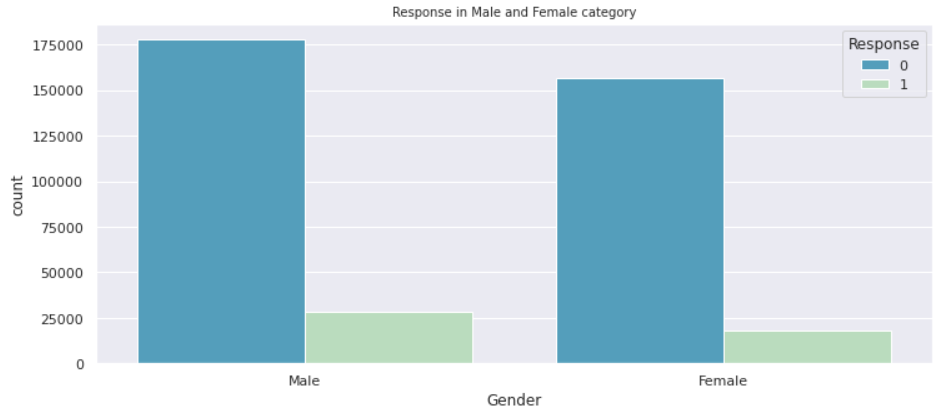 Response in Male and Female category
Response
0
1
175000
150000
125000
100000
75000
50000
25000
0
count
Male
Female
Gender